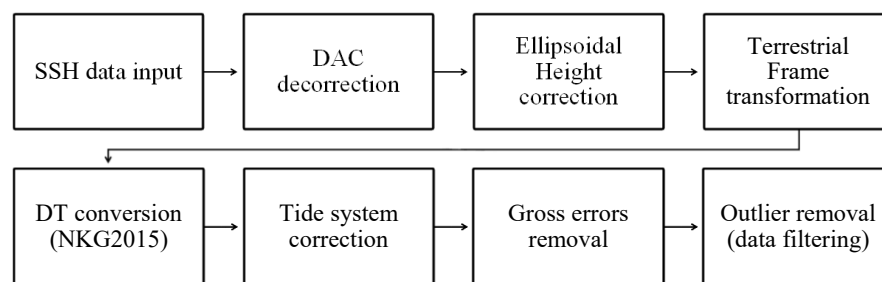 SSH data input
DAC
decorrection
Ellipsoidal
Height
correction
Terrestrial
Frame
transformation
DT conversion
(NKG2015)
Tide system
correction
Gross errors
removal
Outlier removal
(data filtering)